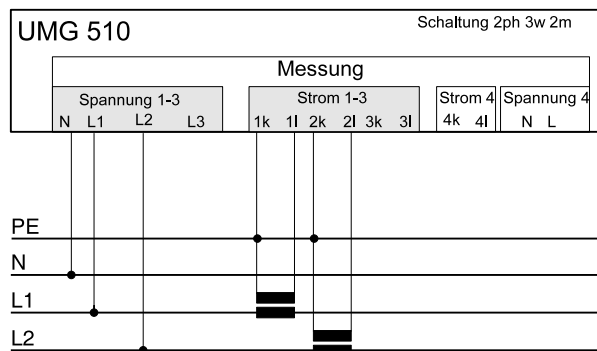 UMG 510
Schaltung 2ph 3w 2m
Messung
Spannung 1-3
Strom 1-3
Strom 4
Spannung 4
N L1 L2 L3
1k 1l 2k 2l 3k 3l
4k 4l
N L
PE
N
L1
L2